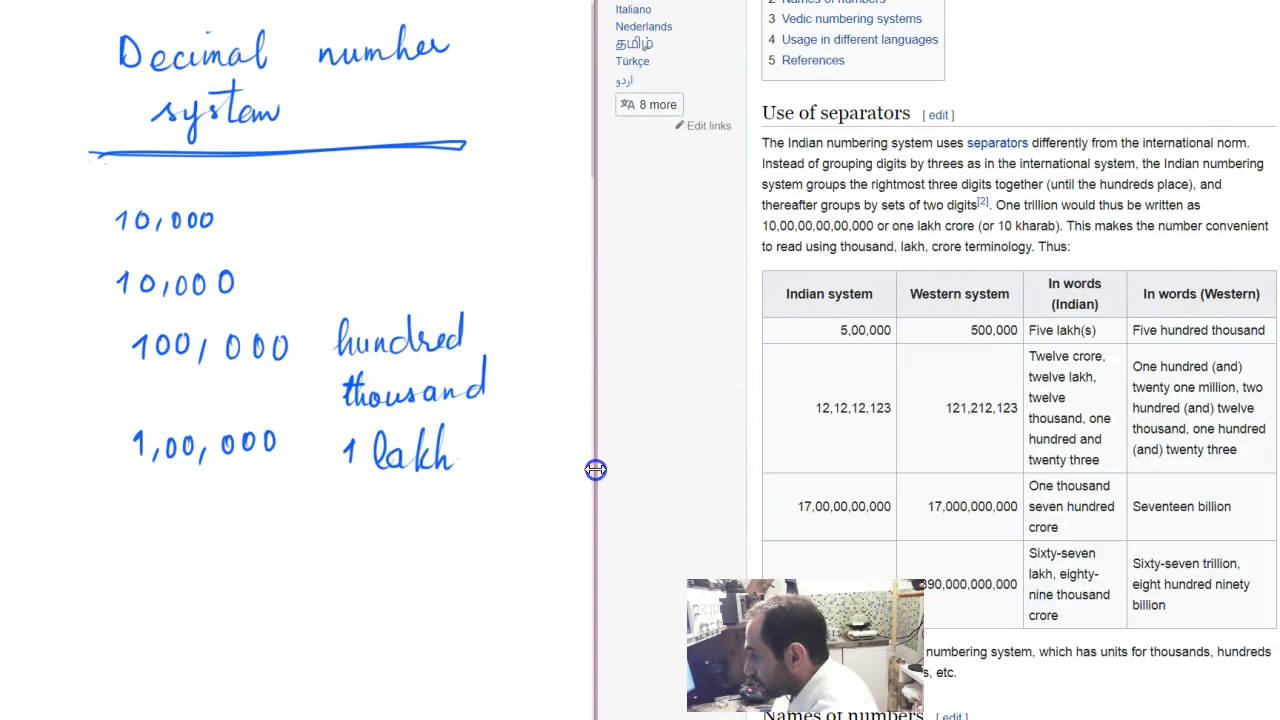 Decimal number
system
10,000
10,000
100,000 hundred
thousand
1,00,000 1 lakh
Italiano
Nederlands
தமிழ்
Türkçe
اردو
8 more
Edit links
3 Vedic numbering systems
4 Usage in different languages
5 References
Use of separators [ edit ]
The Indian numbering system uses separators differently from the international norm.
Instead of grouping digits by threes as in the international system, the Indian numbering
system groups the rightmost three digits together (until the hundreds place), and
thereafter groups by sets of two digits[2]. One trillion would thus be written as
10,00,00,00,00,000 or one lakh crore (or 10 kharab). This makes the number convenient
to read using thousand, lakh, crore terminology. Thus:
Indian system Western system In words
(Indian) In words (Western)
5,00,000 500,000 Five lakh(s) Five hundred thousand
12,12,12,123 121,212,123 Twelve crore,
twelve lakh,
twelve
thousand, one
hundred and
twenty three
One hundred (and)
twenty one million, two
hundred (and) twelve
thousand, one hundred
(and) twenty three
17,00,00,00,000 17,000,000,000 One thousand
seven hundred
crore
Seventeen billion
890,000,000,000 Sixty-seven
lakh, eighty-
nine thousand
crore
Sixty-seven trillion,
eight hundred ninety
billion
numbering system, which has units for thousands, hundreds
s, etc.
Names of numbers [ edit ]